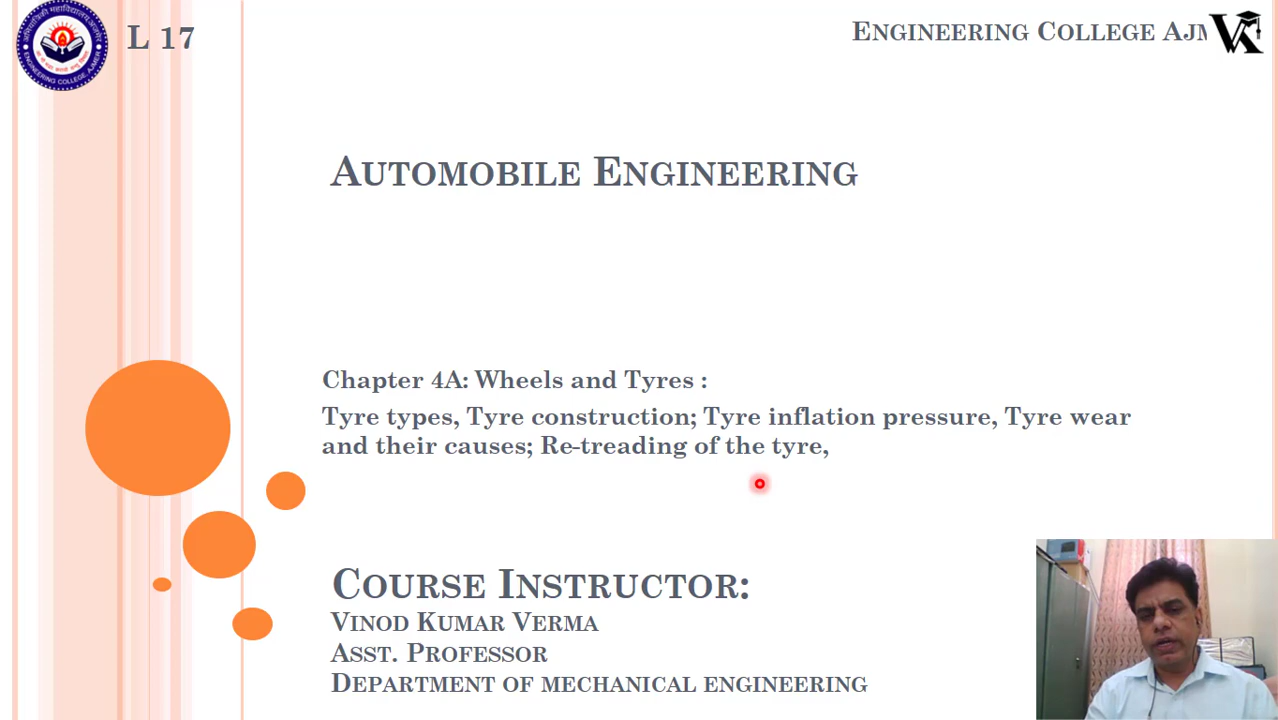 L 17
ENGINEERING COLLEGE AJM
AUTOMOBILE ENGINEERING
Chapter 4A: Wheels and Tyres :
Tyre types, Tyre construction; Tyre inflation pressure, Tyre wear
and their causes; Re-treading of the tyre,
COURSE INSTRUCTOR:
VINOD KUMAR VERMA
ASST. PROFESSOR
DEPARTMENT OF MECHANICAL ENGINEERING